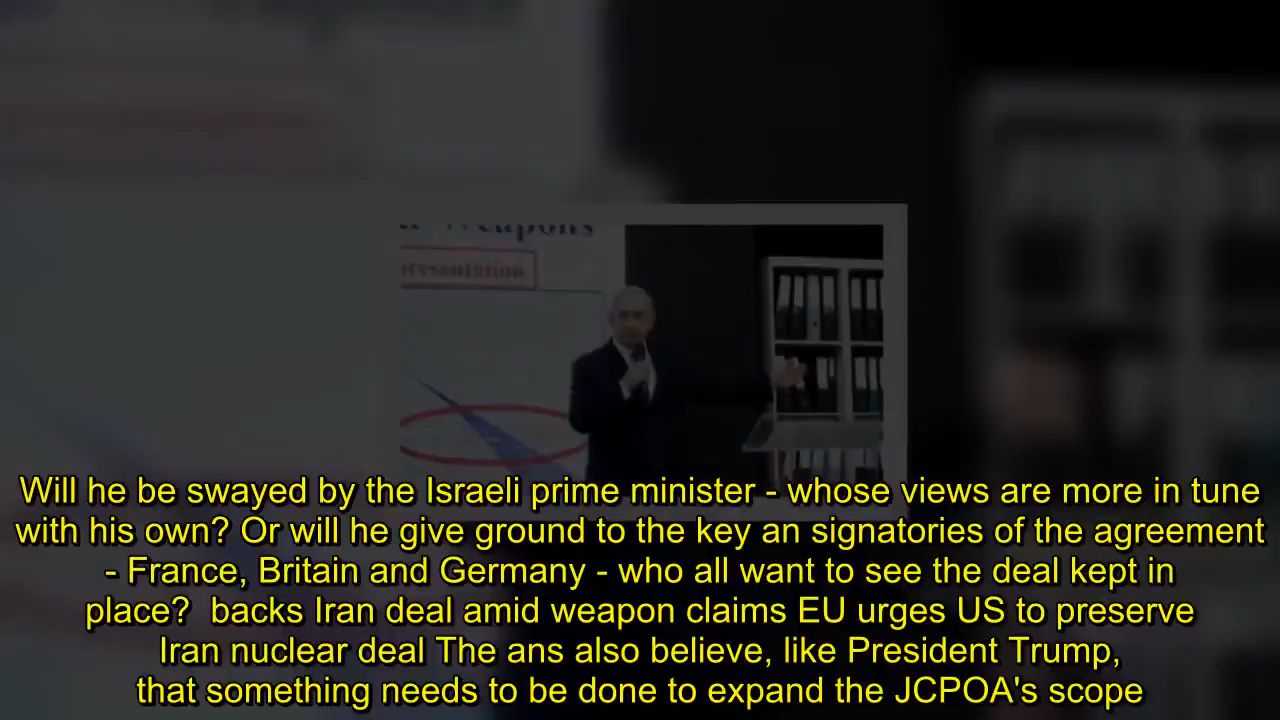 Weapons
presentation
Will he be swayed by the Israeli prime minister - whose views are more in tune
with his own? Or will he give ground to the key an signatories of the agreement
- France, Britain and Germany - who all want to see the deal kept in
place?  backs Iran deal amid weapon claims EU urges US to preserve
Iran nuclear deal The ans also believe, like President Trump,
that something needs to be done to expand the JCPOA's scope